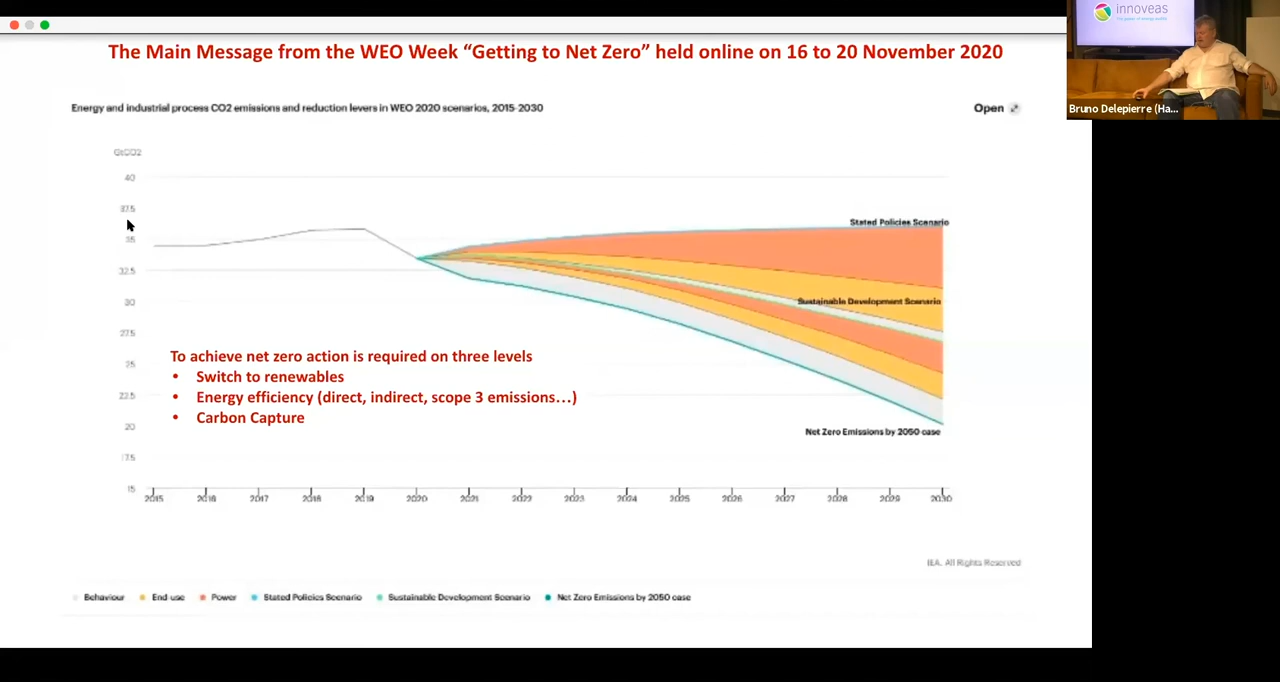 The Main Message from the WEO Week “Getting to Net Zero” held online on 16 to 20 November 2020
innoveas
Bruno Delepierre (Ha...
Energy and industrial process CO2 emissions and reduction levers in WEO 2020 scenarios, 2015-2030
Open
GtCO2
40
37.5
35
32.5
30
27.5
25
22.5
20
17.5
15
Stated Policies Scenario
Sustainable Development Scenario
Net Zero Emissions by 2050 case
To achieve net zero action is required on three levels
• Switch to renewables
• Energy efficiency (direct, indirect, scope 3 emissions…)
• Carbon Capture
2015 2016 2017 2018 2019 2020 2021 2022 2023 2024 2025 2026 2027 2028 2029 2030
IEA. All Rights Reserved
Behaviour End-use Power Stated Policies Scenario Sustainable Development Scenario Net Zero Emissions by 2050 case